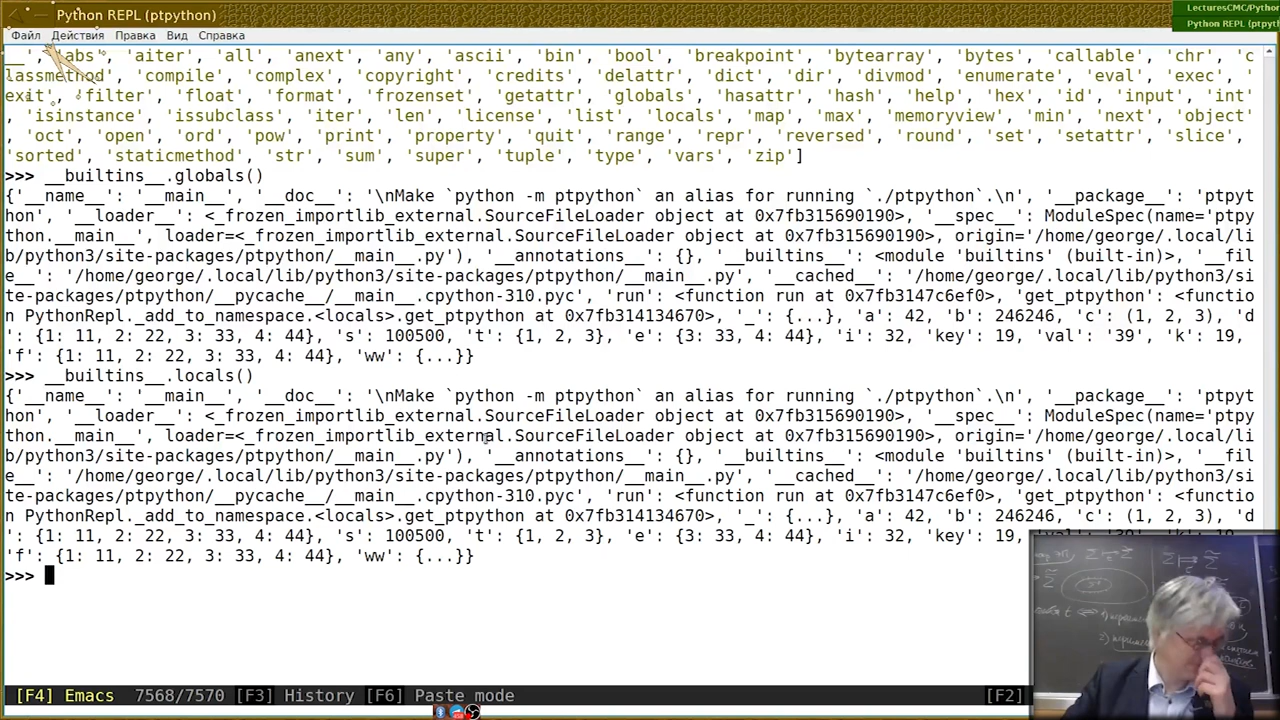 Python REPL (ptpython)
LecturesCMC/Python
Python REPL (ptpyt
Файл Действия Правка Вид Справка
__', 'abs', 'aiter', 'all', 'anext', 'any', 'ascii', 'bin', 'bool', 'breakpoint', 'bytearray', 'bytes', 'callable', 'chr', 'c
lassmethod', 'compile', 'complex', 'copyright', 'credits', 'delattr', 'dict', 'dir', 'divmod', 'enumerate', 'eval', 'exec', '
exit', 'filter', 'float', 'format', 'frozenset', 'getattr', 'globals', 'hasattr', 'hash', 'help', 'hex', 'id', 'input', 'int'
, 'isinstance', 'issubclass', 'iter', 'len', 'license', 'list', 'locals', 'map', 'max', 'memoryview', 'min', 'next', 'object'
, 'oct', 'open', 'ord', 'pow', 'print', 'property', 'quit', 'range', 'repr', 'reversed', 'round', 'set', 'setattr', 'slice',
'sorted', 'staticmethod', 'str', 'sum', 'super', 'tuple', 'type', 'vars', 'zip']
>>> __builtins__.globals()
{'__name__': '__main__', '__doc__': '\nMake `python -m ptpython` an alias for running `./ptpython`.\n', '__package__': 'ptpyt
hon', '__loader__': <_frozen_importlib_external.SourceFileLoader object at 0x7fb315690190>, '__spec__': ModuleSpec(name='ptpy
thon.__main__', loader=<_frozen_importlib_external.SourceFileLoader object at 0x7fb315690190>, origin='/home/george/.local/li
b/python3/site-packages/ptpython/__main__.py'), '__annotations__': {}, '__builtins__': <module 'builtins' (built-in)>, '__fil
e__': '/home/george/.local/lib/python3/site-packages/ptpython/__main__.py', '__cached__': '/home/george/.local/lib/python3/si
te-packages/ptpython/__pycache__/__main__.cpython-310.pyc', 'run': <function run at 0x7fb3147c6ef0>, 'get_ptpython': <functio
n PythonRepl._add_to_namespace.<locals>.get_ptpython at 0x7fb314134670>, '_': {...}, 'a': 42, 'b': 246246, 'c': (1, 2, 3), 'd
': {1: 11, 2: 22, 3: 33, 4: 44}, 's': 100500, 't': {1, 2, 3}, 'e': {3: 33, 4: 44}, 'i': 32, 'key': 19, 'val': '39', 'k': 19,
'f': {1: 11, 2: 22, 3: 33, 4: 44}, 'ww': {...}}
>>> __builtins__.locals()
{'__name__': '__main__', '__doc__': '\nMake `python -m ptpython` an alias for running `./ptpython`.\n', '__package__': 'ptpyt
hon', '__loader__': <_frozen_importlib_external.SourceFileLoader object at 0x7fb315690190>, '__spec__': ModuleSpec(name='ptpy
thon.__main__', loader=<_frozen_importlib_external.SourceFileLoader object at 0x7fb315690190>, origin='/home/george/.local/li
b/python3/site-packages/ptpython/__main__.py'), '__annotations__': {}, '__builtins__': <module 'builtins' (built-in)>, '__fil
e__': '/home/george/.local/lib/python3/site-packages/ptpython/__main__.py', '__cached__': '/home/george/.local/lib/python3/si
te-packages/ptpython/__pycache__/__main__.cpython-310.pyc', 'run': <function run at 0x7fb3147c6ef0>, 'get_ptpython': <functio
n PythonRepl._add_to_namespace.<locals>.get_ptpython at 0x7fb314134670>, '_': {...}, 'a': 42, 'b': 246246, 'c': (1, 2, 3), 'd
': {1: 11, 2: 22, 3: 33, 4: 44}, 's': 100500, 't': {1, 2, 3}, 'e': {3: 33, 4: 44}, 'i': 32, 'key': 19,
'f': {1: 11, 2: 22, 3: 33, 4: 44}, 'ww': {...}}
>>>
[F4] Emacs 7568/7570 [F3] History [F6] Paste mode [F2]